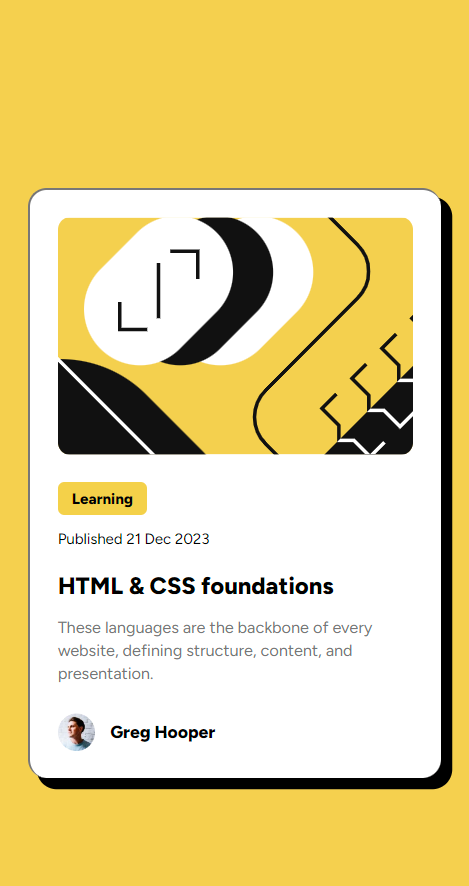 Learning
Published 21 Dec 2023
HTML & CSS foundations
These languages are the backbone of every
website, defining structure, content, and
presentation.
Greg Hooper